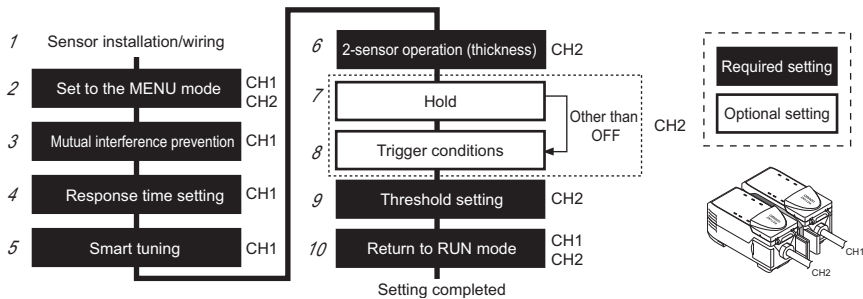 1 Sensor installation/wiring
2 Set to the MENU mode CH1 CH2
3 Mutual interference prevention CH1
4 Response time setting CH1
5 Smart tuning CH1
6 2-sensor operation (thickness) CH2
7 Hold
Other than OFF
CH2
8 Trigger conditions
9 Threshold setting CH2
10 Return to RUN mode CH1 CH2
Setting completed
Required setting
Optional setting
CH1
CH2